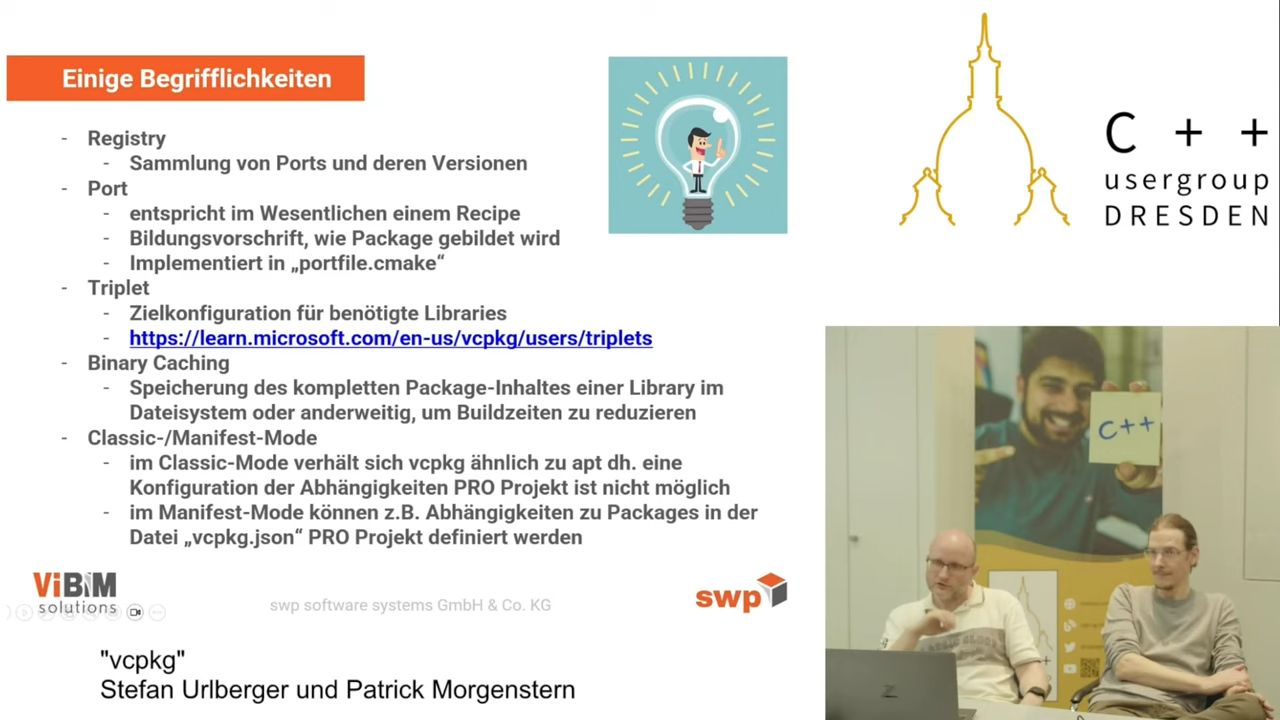 Einige Begrifflichkeiten
- Registry
- Sammlung von Ports und deren Versionen
- Port
- entspricht im Wesentlichen einem Recipe
- Bildungsvorschrift, wie Package gebildet wird
- Implementiert in „portfile.cmake“
- Triplet
- Zielkonfiguration für benötigte Libraries
- https://learn.microsoft.com/en-us/vcpkg/users/triplets
- Binary Caching
- Speicherung des kompletten Package-Inhaltes einer Library im
Dateisystem oder anderweitig, um Buildzeiten zu reduzieren
- Classic-/Manifest-Mode
- im Classic-Mode verhält sich vcpkg ähnlich zu apt dh. eine
Konfiguration der Abhängigkeiten PRO Projekt ist nicht möglich
- im Manifest-Mode können z.B. Abhängigkeiten zu Packages in der
Datei „vcpkg.json“ PRO Projekt definiert werden
ViBiM
solutions
swp software systems GmbH & Co. KG
swp
"vcpkg"
Stefan Urlberger und Patrick Morgenstern
C + +
usergroup
DRESDEN
C++